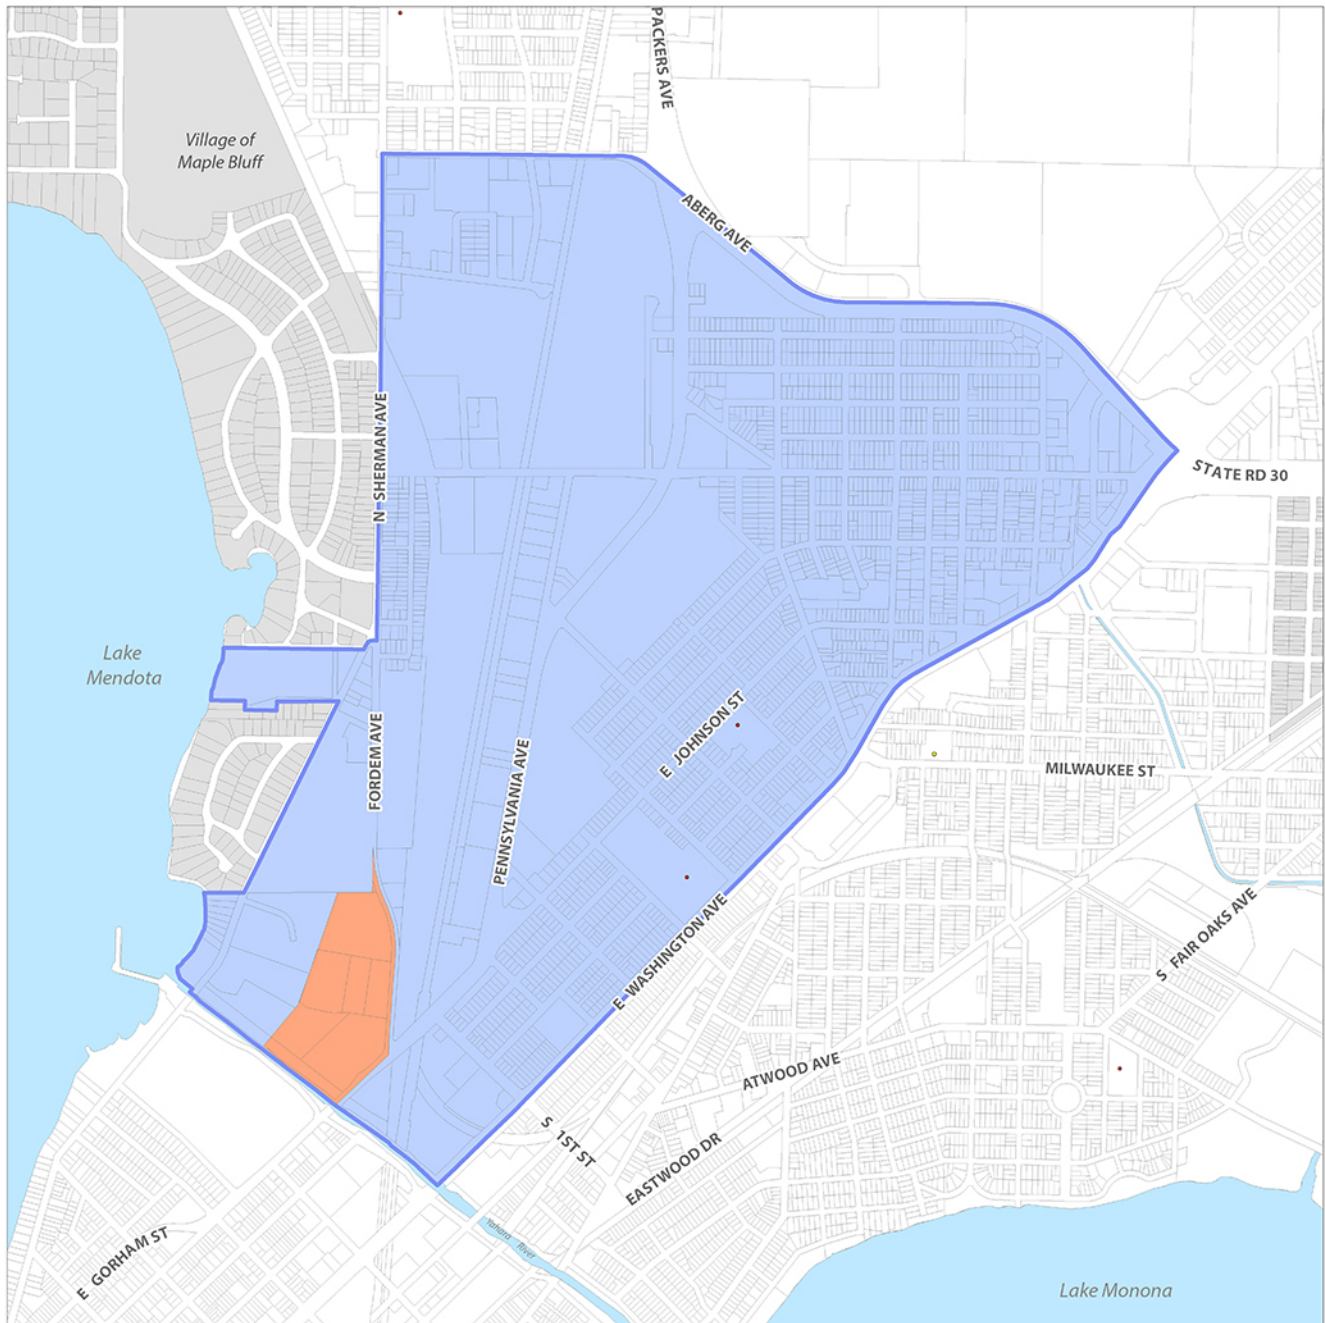 PACKERS AVE
Village of
Maple Bluff
ABERG AVE
N SHERMAN AVE
STATE RD 30
Lake
Mendota
E JOHNSON ST
FORDEM AVE
PENNSYLVANIA AVE
MILWAUKEE ST
E WASHINGTON AVE
S FAIR OAKS AVE
ATWOOD AVE
S 1ST ST
EASTWOOD DR
Yahara River
E GORHAM ST
Lake Monona